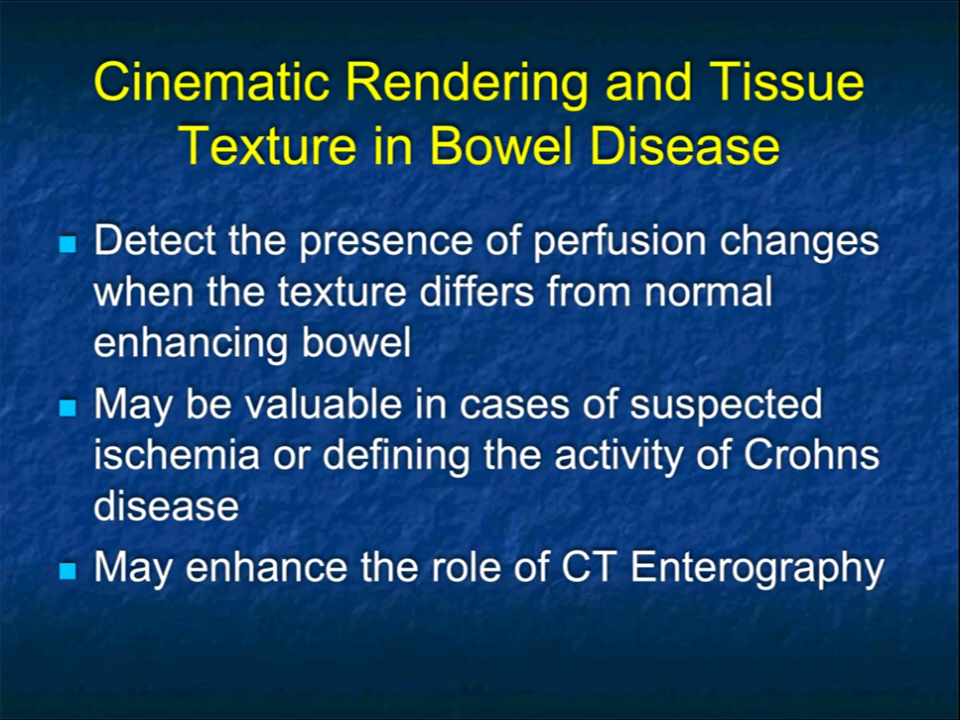 Cinematic Rendering and Tissue
Texture in Bowel Disease
Detect the presence of perfusion changes
when the texture differs from normal
enhancing bowel
May be valuable in cases of suspected
ischemia or defining the activity of Crohns
disease
May enhance the role of CT Enterography